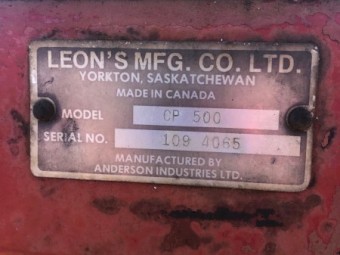 LEON'S MFG. CO. LTD.
YORKTON, SASKATCHEWAN
MADE IN CANADA
MODEL CP 500
SERIAL NO. 109 4065
MANUFACTURED BY
ANDERSON INDUSTRIES LTD.